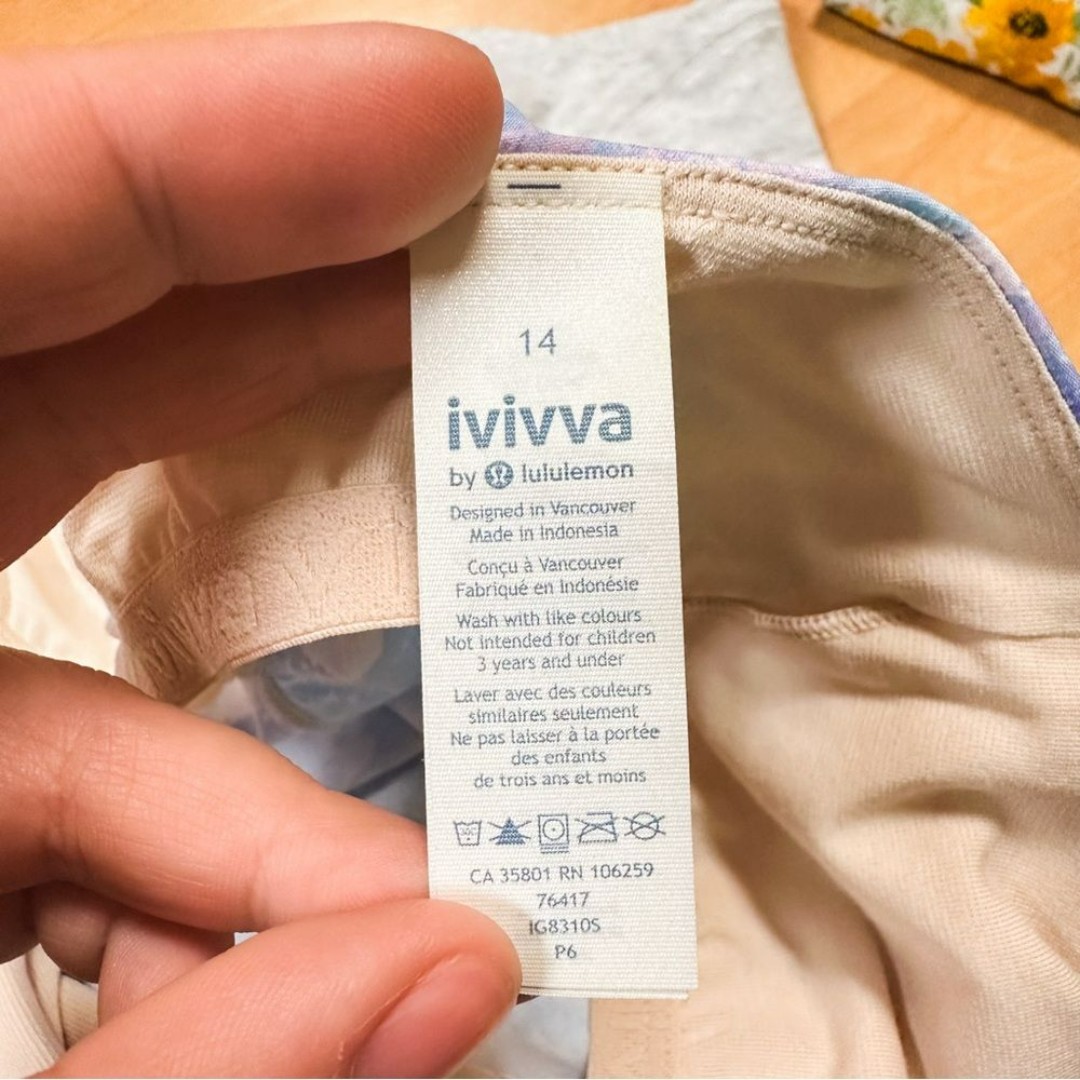 14
ivivva
by lululemon
Designed in Vancouver
Made in Indonesia
Conçu à Vancouver
Fabriqué en Indonésie
Wash with like colours
Not intended for children
3 years and under
Laver avec des couleurs
similaires seulement
Ne pas laisser à la portée
des enfants
de trois ans et moins
CA 35801 RN 106259
76417
IG8310S
P6